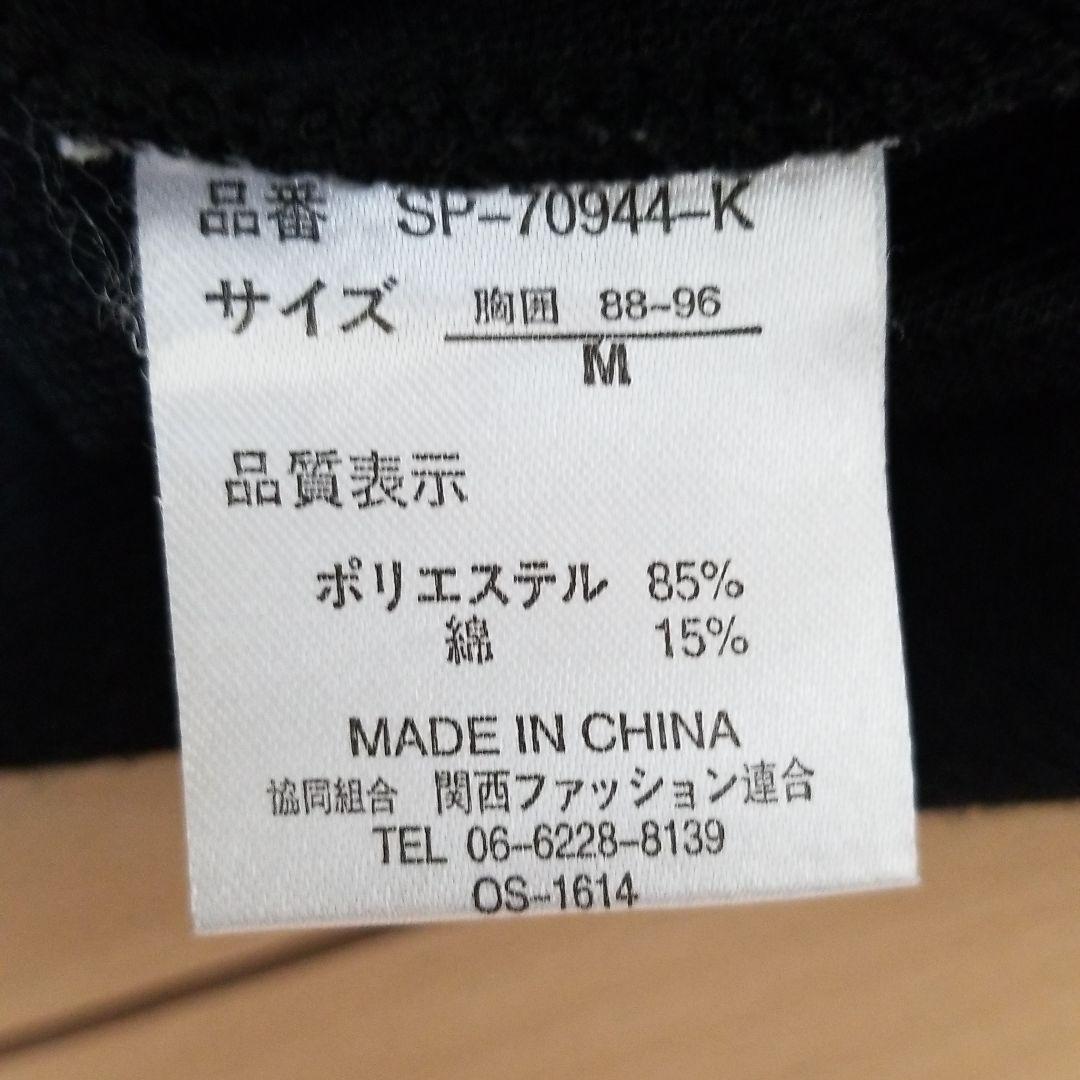 品番 SP-70944-K
サイズ 胸囲 88-96
M
品質表示
ポリエステル 85%
綿 15%
MADE IN CHINA
協同組合 関西ファッション連合
TEL 06-6228-8139
OS-1614